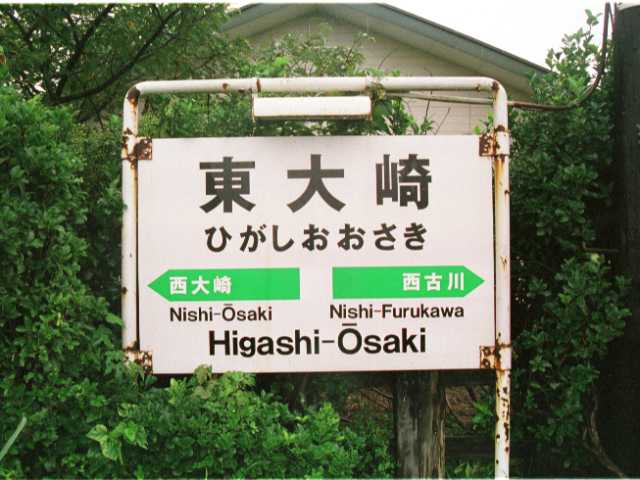 東大崎
ひがしおおさき
西大崎 西古川
Nishi-Ōsaki Nishi-Furukawa
Higashi-Ōsaki